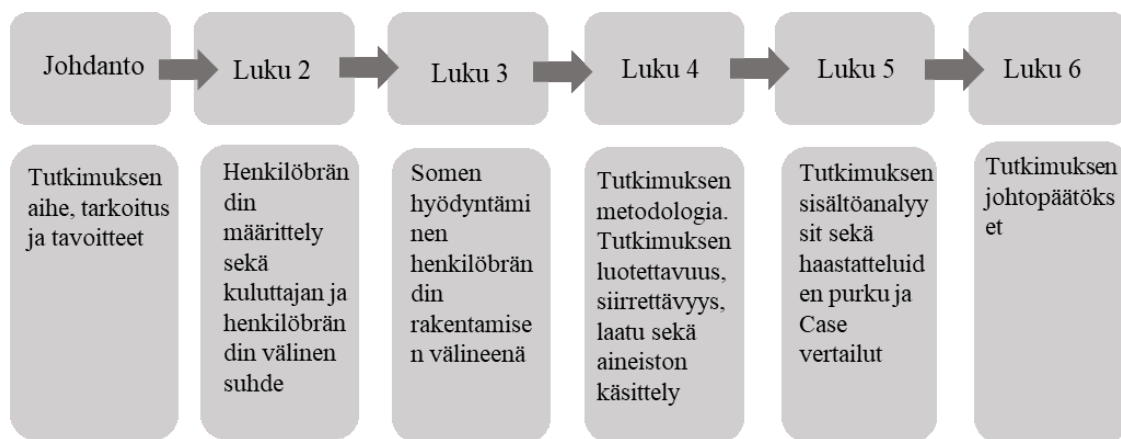 Johdanto
Luku 2
Luku 3
Luku 4
Luku 5
Luku 6
Tutkimuksen
aihe, tarkoitus
ja tavoitteet
Henkilöbrän
din
määrittely
sekä
kuluttajan ja
henkilöbrän
din välinen
suhde
Somen
hyödyntämi
nen
henkilöbrän
din
rakentamise
n välineenä
Tutkimuksen
metodologia.
Tutkimuksen
luotettavuus,
siirrettävyys,
laatu sekä
aineiston
käsittely
Tutkimuksen
sisältöanalyy
sit sekä
haastatteluid
en purku ja
Case
vertailut
Tutkimuksen
johtopäätöks
et